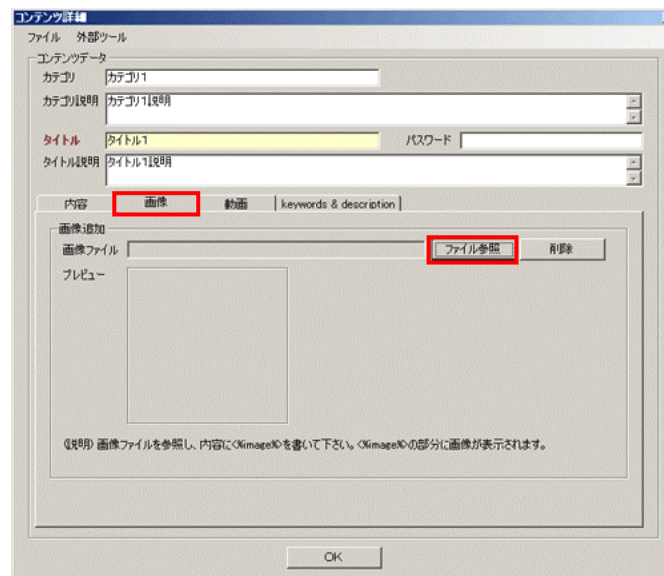 コンテンツ詳細
ファイル 外部ツール
コンテンツデータ
カテゴリ カテゴリ1
カテゴリ説明 カテゴリ1説明
タイトル タイトル1 パスワード
タイトル説明 タイトル1説明
内容 画像 動画 keywords & description
画像追加
画像ファイル ファイル参照 削除
プレビュー
(説明) 画像ファイルを参照し、内容に<%image%>を書いて下さい。<%image%>の部分に画像が表示されます。
OK